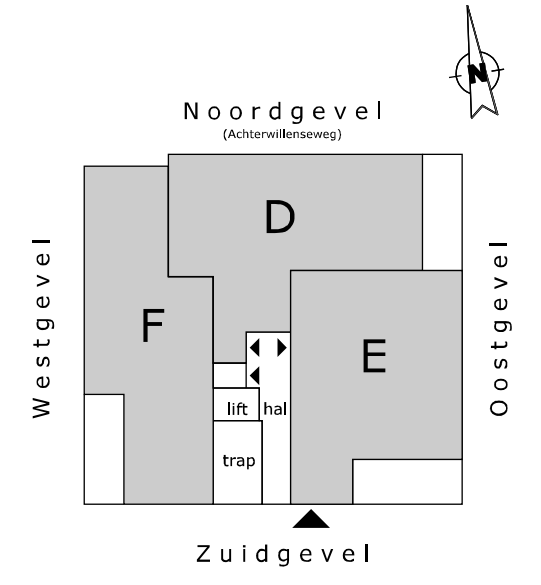 N
Noordgevel
(Achterwillenseweg)
Westgevel
D
Oostgevel
F
E
lift
hal
trap
Zuidgevel